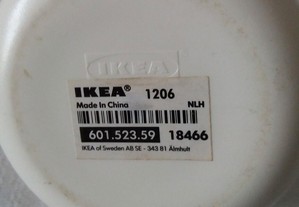 IKEA
IKEA® 1206
Made in China NLH
601.523.59 18466
IKEA of Sweden AB SE - 343 81 Älmhult